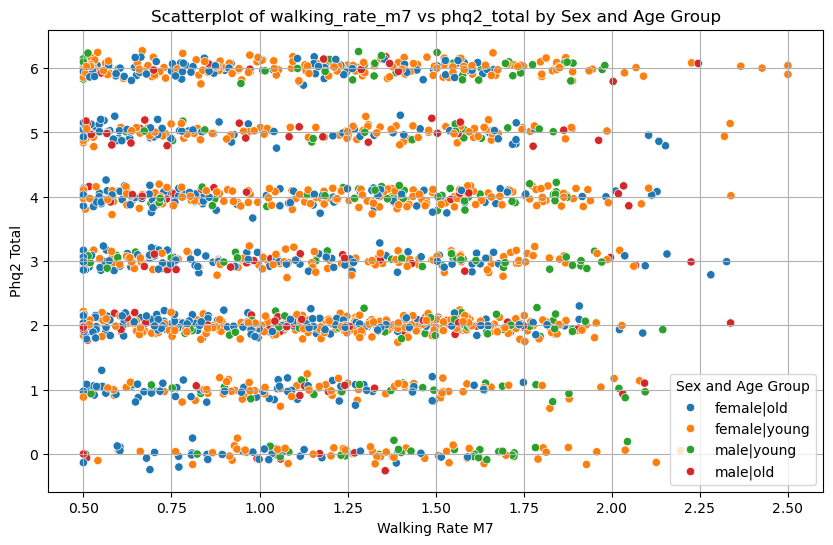 Scatterplot of walking_rate_m7 vs phq2_total by Sex and Age Group
Phq2 Total
6
5
4
3
2
1
0
Sex and Age Group
female|old
female|young
male|young
male|old
0.50 0.75 1.00 1.25 1.50 1.75 2.00 2.25 2.50
Walking Rate M7